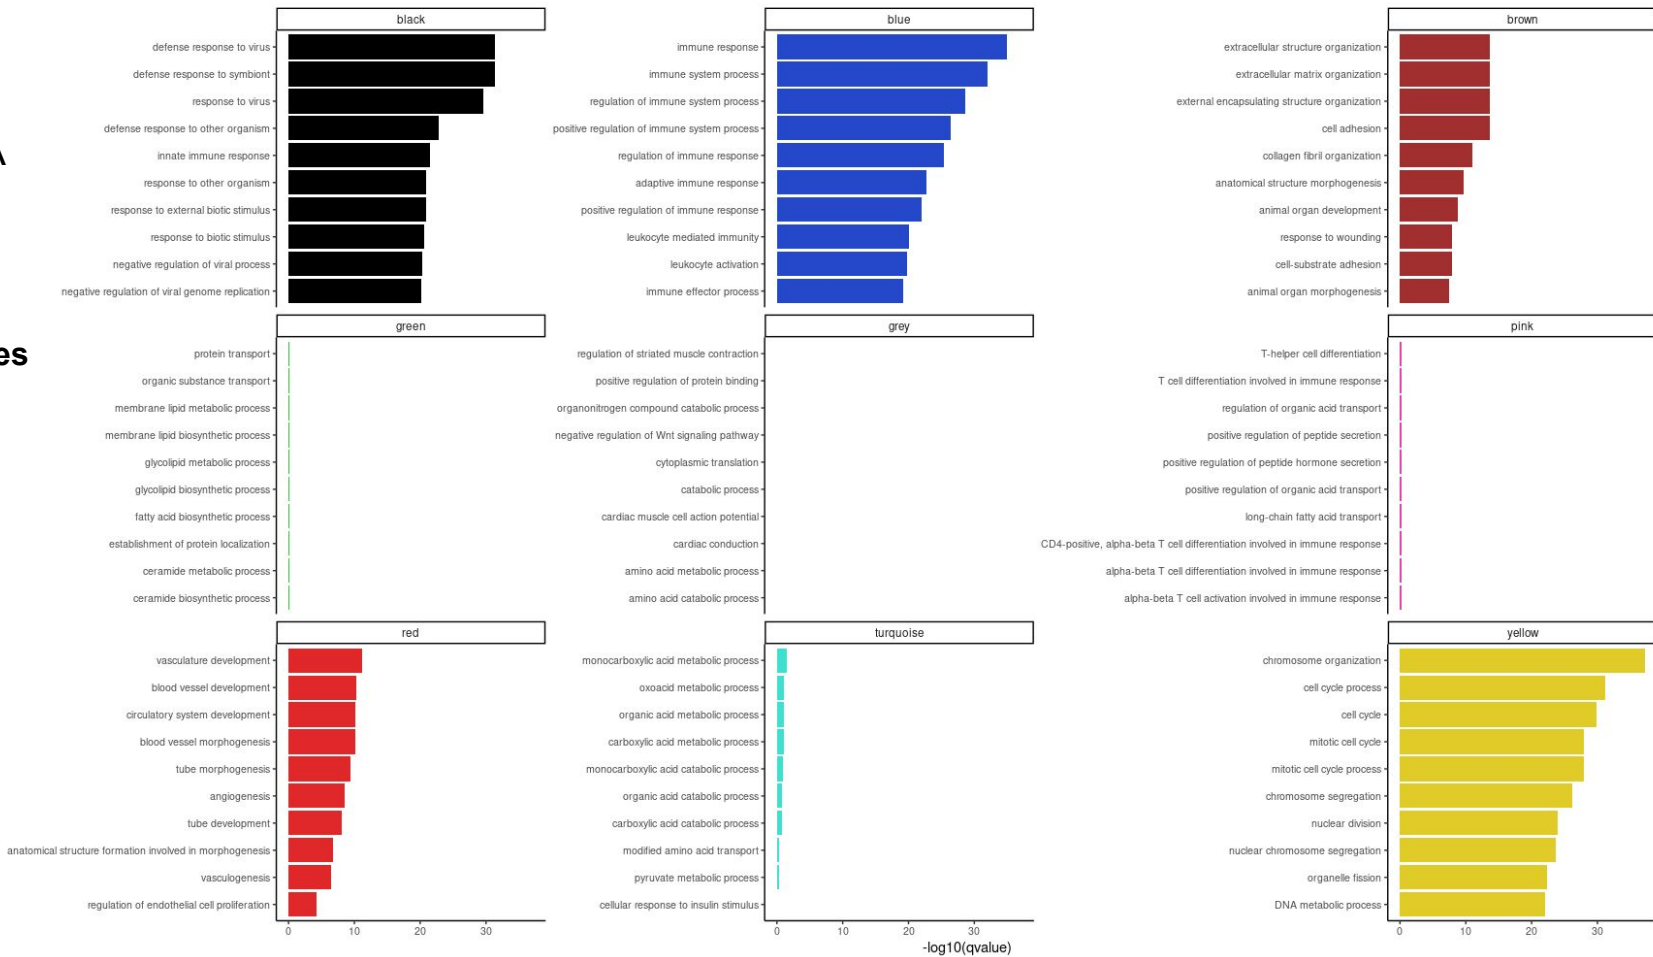 black
defense response to virus
defense response to symbiont
response to virus
defense response to other organism
innate immune response
response to other organism
response to external biotic stimulus
response to biotic stimulus
negative regulation of viral process
negative regulation of viral genome replication
blue
immune response
immune system process
regulation of immune system process
positive regulation of immune system process
regulation of immune response
adaptive immune response
positive regulation of immune response
leukocyte mediated immunity
leukocyte activation
immune effector process
brown
extracellular structure organization
extracellular matrix organization
external encapsulating structure organization
cell adhesion
collagen fibril organization
anatomical structure morphogenesis
animal organ development
response to wounding
cell-substrate adhesion
animal organ morphogenesis
es
green
protein transport
organic substance transport
membrane lipid metabolic process
membrane lipid biosynthetic process
glycolipid metabolic process
glycolipid biosynthetic process
fatty acid biosynthetic process
establishment of protein localization
ceramide metabolic process
ceramide biosynthetic process
grey
regulation of striated muscle contraction
positive regulation of protein binding
organonitrogen compound catabolic process
negative regulation of Wnt signaling pathway
cytoplasmic translation
catabolic process
cardiac muscle cell action potential
cardiac conduction
amino acid metabolic process
amino acid catabolic process
pink
T-helper cell differentiation
T cell differentiation involved in immune response
regulation of organic acid transport
positive regulation of peptide secretion
positive regulation of peptide hormone secretion
positive regulation of organic acid transport
long-chain fatty acid transport
CD4-positive, alpha-beta T cell differentiation involved in immune response
alpha-beta T cell differentiation involved in immune response
alpha-beta T cell activation involved in immune response
red
vasculature development
blood vessel development
circulatory system development
blood vessel morphogenesis
tube morphogenesis
angiogenesis
tube development
anatomical structure formation involved in morphogenesis
vasculogenesis
regulation of endothelial cell proliferation
0 10 20 30
turquoise
monocarboxylic acid metabolic process
oxoacid metabolic process
organic acid metabolic process
carboxylic acid metabolic process
monocarboxylic acid catabolic process
organic acid catabolic process
carboxylic acid catabolic process
modified amino acid transport
pyruvate metabolic process
cellular response to insulin stimulus
0 10 20 30
yellow
chromosome organization
cell cycle process
cell cycle
mitotic cell cycle
mitotic cell cycle process
chromosome segregation
nuclear division
nuclear chromosome segregation
organelle fission
DNA metabolic process
0 10 20 30
-log10(qvalue)